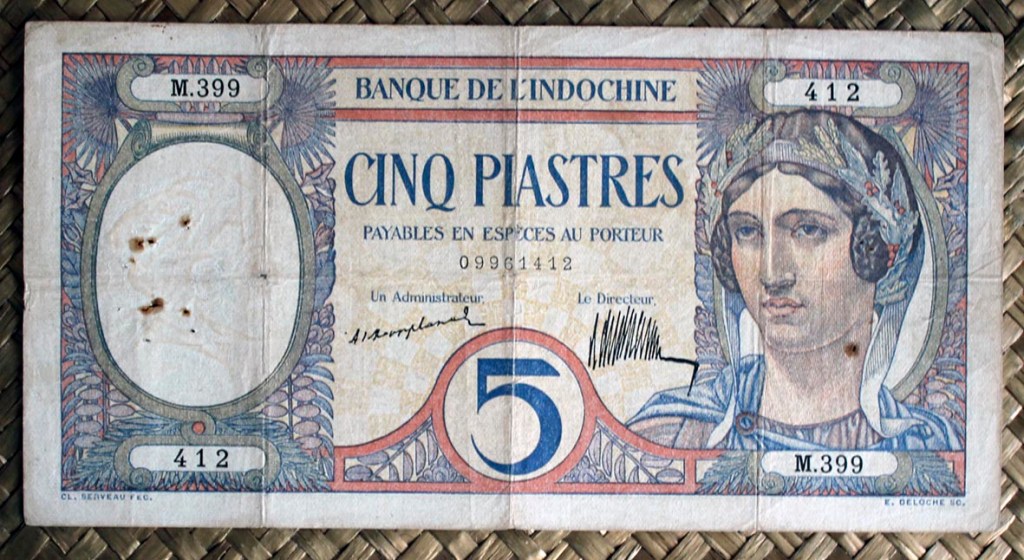 M.399
BANQUE DE L'INDOCHINE
412
CINQ PIASTRES
PAYABLES EN ESPÈCES AU PORTEUR
09961412
Un Administrateur,
Le Directeur,
5
412
M.399
CL. SERVEAU FEC.
E. DELOCHE SC.